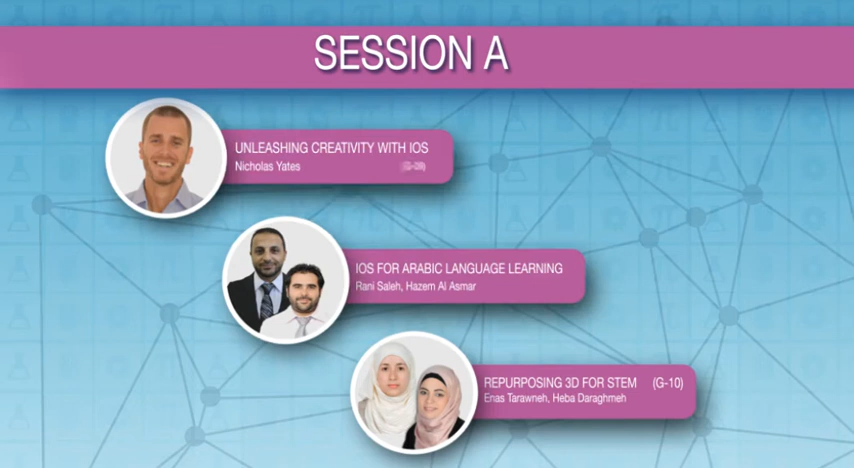 SESSION A
UNLEASHING CREATIVITY WITH IOS
Nicholas Yates
IOS FOR ARABIC LANGUAGE LEARNING
Rani Saleh, Hazem Al Asmar
REPURPOSING 3D FOR STEM (G-10)
Enas Tarawneh, Heba Daraghmeh